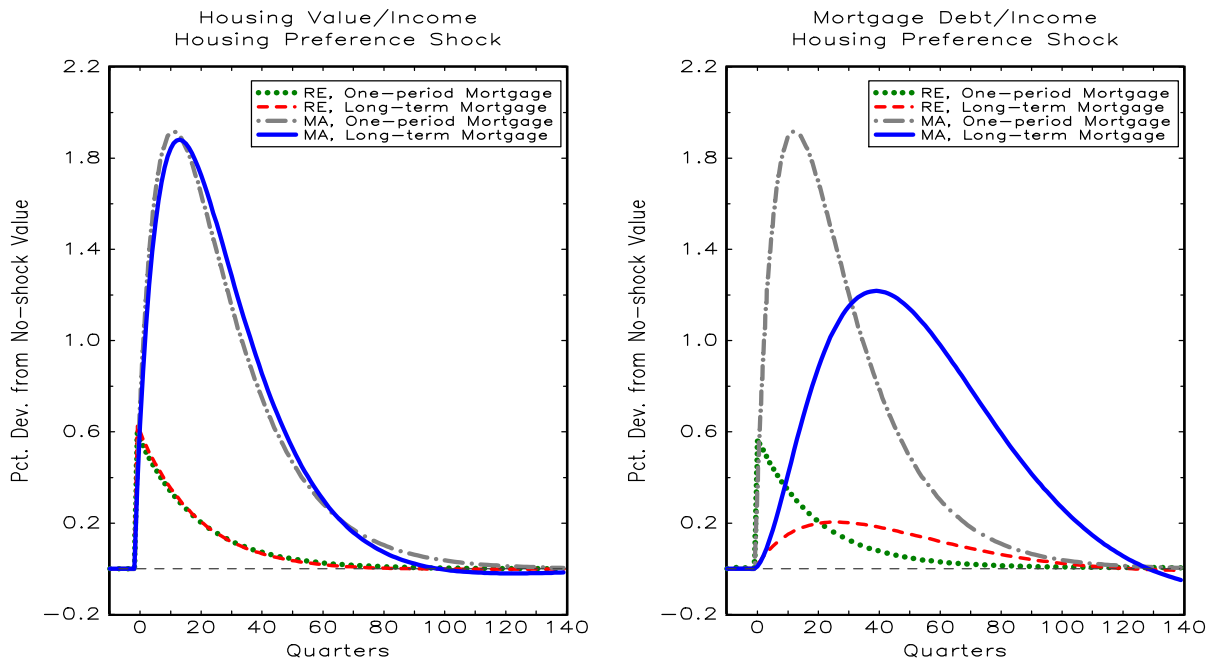 Housing Value/Income
Housing Preference Shock
2.2
1.8
1.4
1.0
0.6
0.2
−0.2
Pct. Dev. from No−shock Value
RE, One−period Mortgage
RE, Long−term Mortgage
MA, One−period Mortgage
MA, Long−term Mortgage
0 20 40 60 80 100 120 140
Quarters
Mortgage Debt/Income
Housing Preference Shock
2.2
1.8
1.4
1.0
0.6
0.2
−0.2
Pct. Dev. from No−shock Value
RE, One−period Mortgage
RE, Long−term Mortgage
MA, One−period Mortgage
MA, Long−term Mortgage
0 20 40 60 80 100 120 140
Quarters